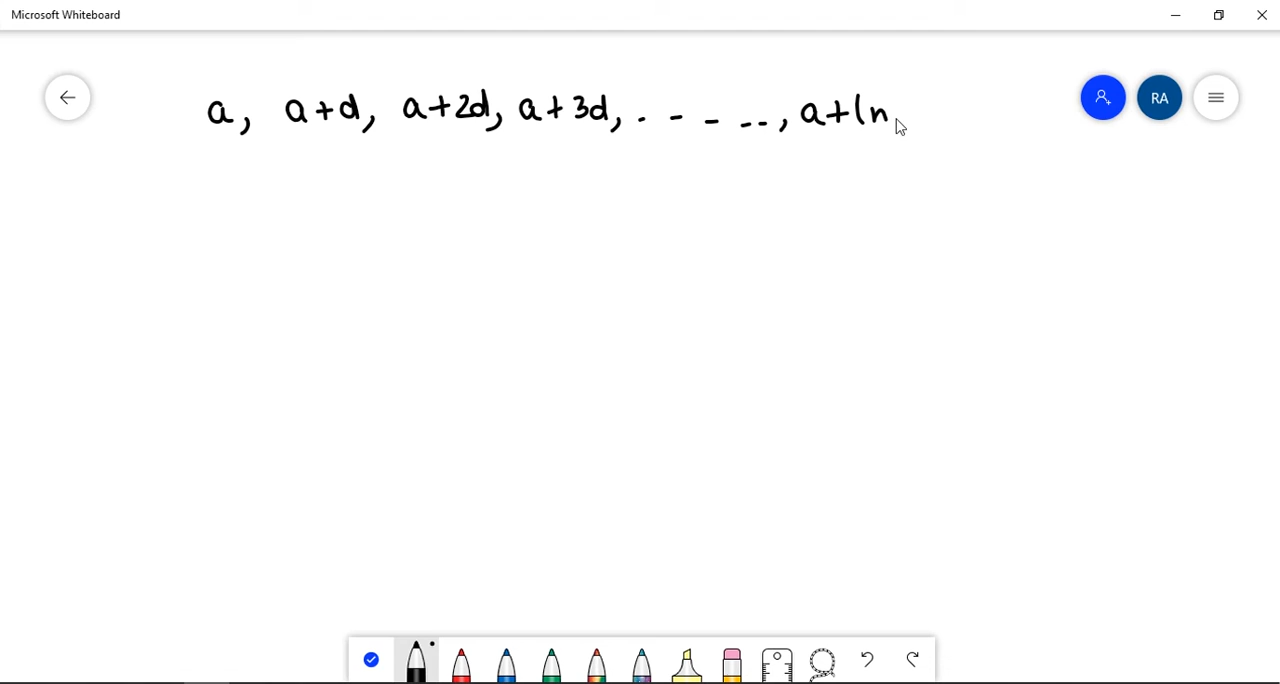 Microsoft Whiteboard
a, a+d, a+2d, a+3d, . - - -.., a+(n
RA